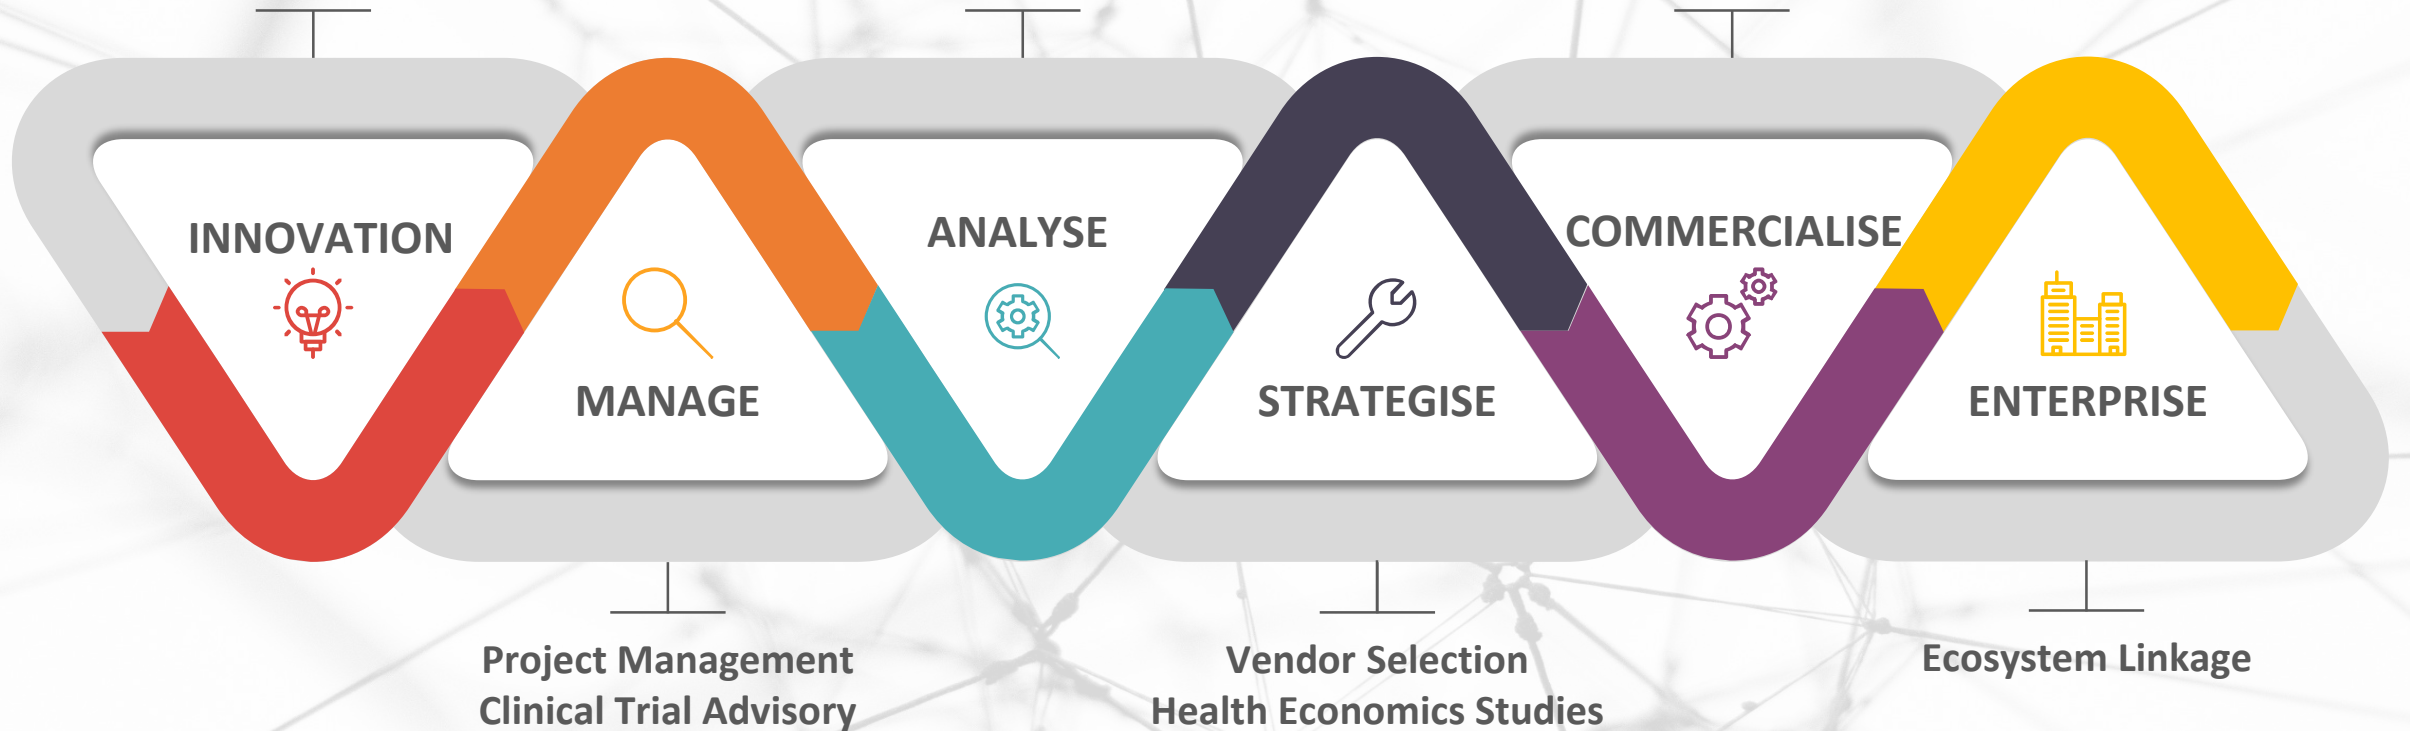 INNOVATION
MANAGE
ANALYSE
STRATEGISE
COMMERCIALISE
ENTERPRISE
Project Management
Clinical Trial Advisory
Vendor Selection
Health Economics Studies
Ecosystem Linkage